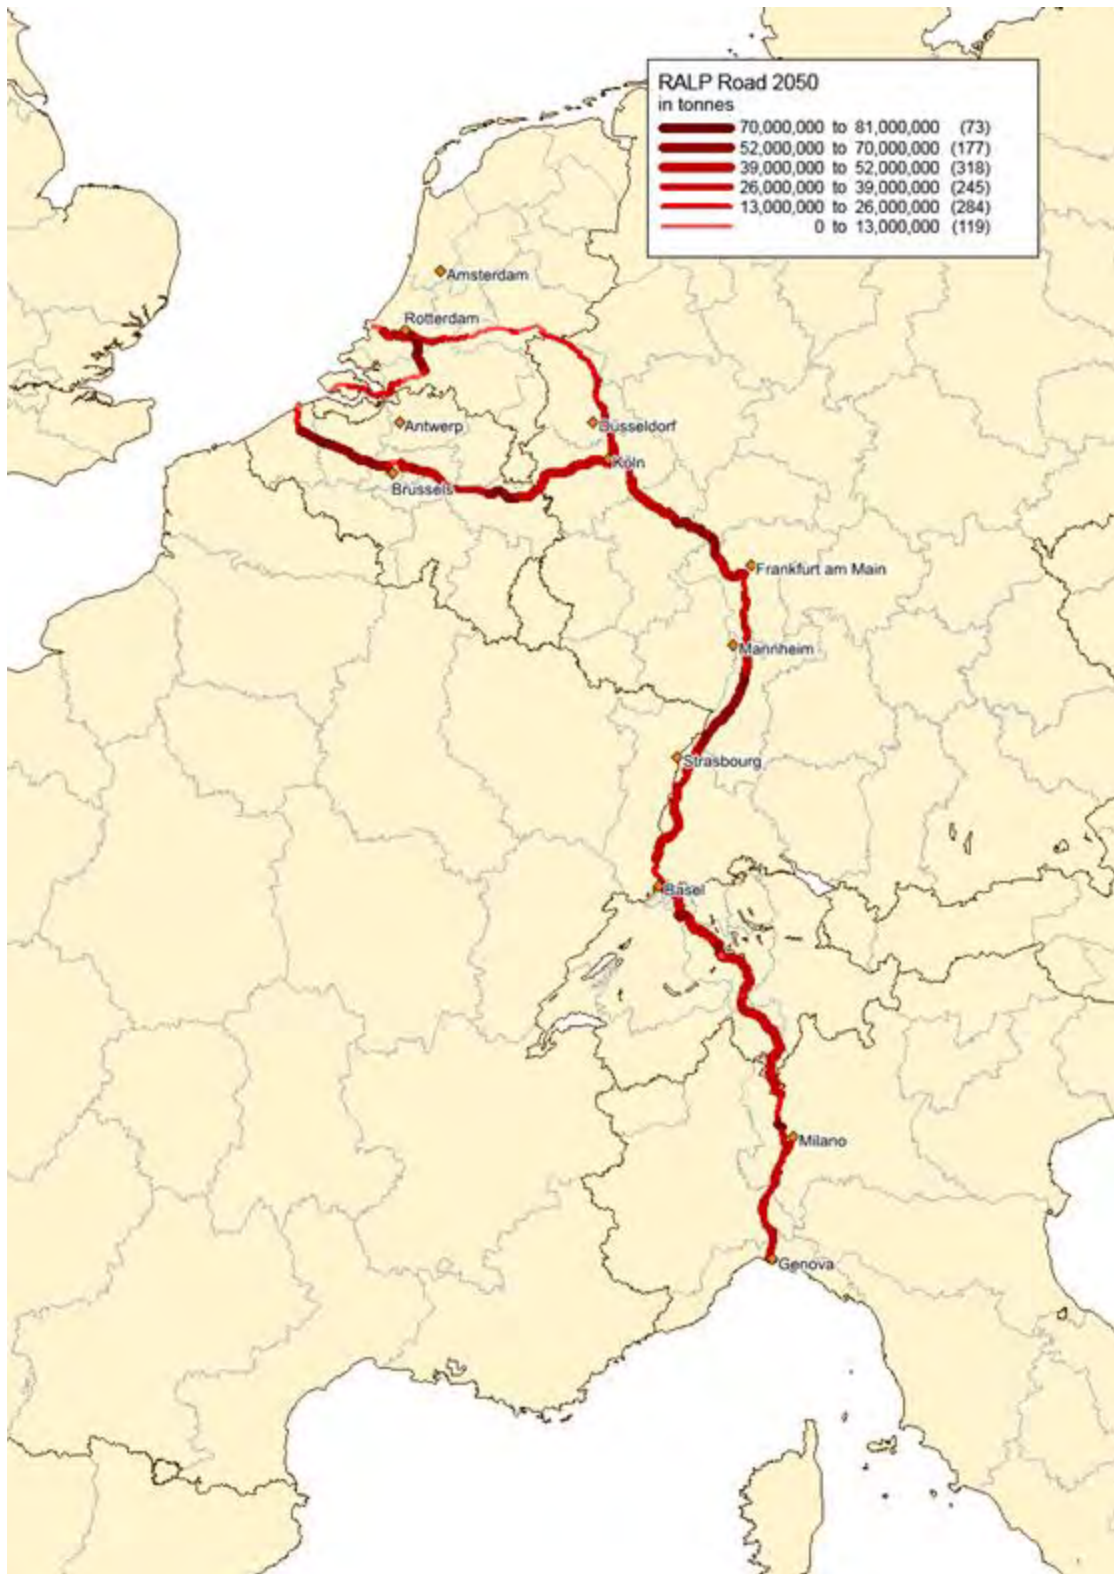 RALP Road 2050
in tonnes
70,000,000 to 81,000,000 (73)
52,000,000 to 70,000,000 (177)
39,000,000 to 52,000,000 (318)
26,000,000 to 39,000,000 (245)
13,000,000 to 26,000,000 (284)
0 to 13,000,000 (119)
Amsterdam
Rotterdam
Antwerp
Düsseldorf
Köln
Brussels
Frankfurt am Main
Mannheim
Strasbourg
Basel
Milano
Genova